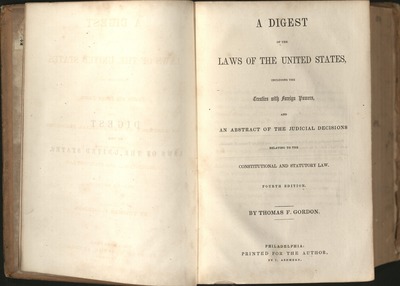 A DIGEST
OF THE
LAWS OF THE UNITED STATES,
INCLUDING THE
Treaties with Foreign Powers,
AND
AN ABSTRACT OF THE JUDICIAL DECISIONS
RELATING TO THE
CONSTITUTIONAL AND STATUTORY LAW.
FOURTH EDITION.
BY THOMAS F. GORDON.
PHILADELPHIA:
PRINTED FOR THE AUTHOR,